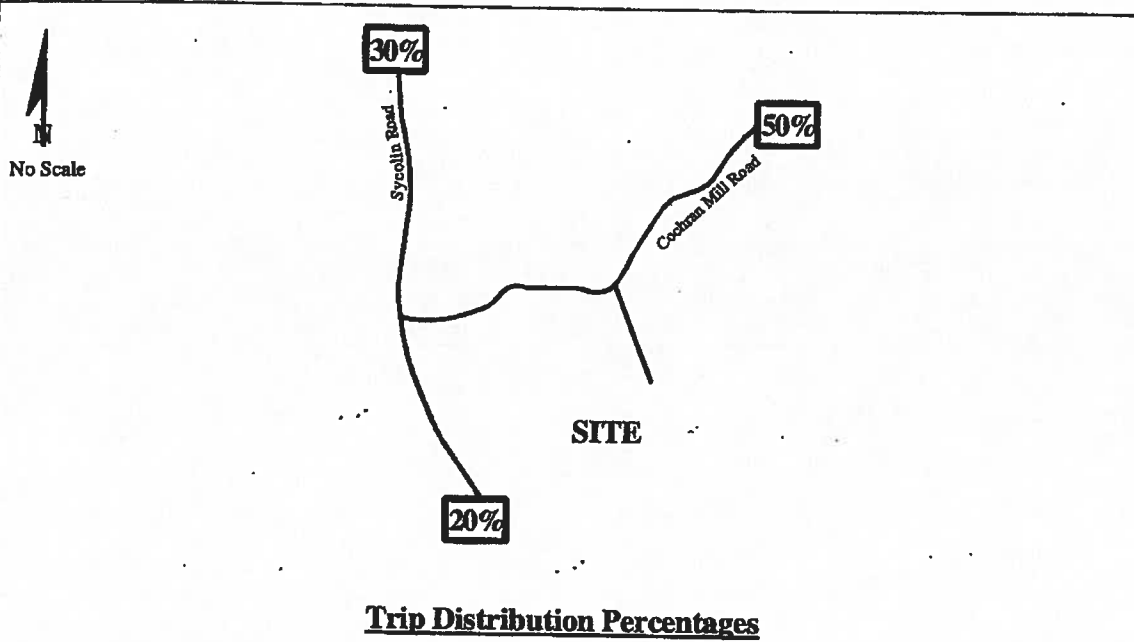 30%
50%
N
No Scale
Sycolin Road
Cochran Mill Road
SITE
20%
Trip Distribution Percentages